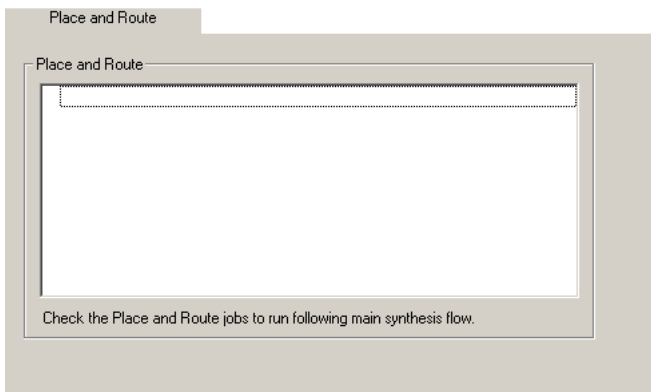 Place and Route
Place and Route
Check the Place and Route jobs to run following main synthesis flow.